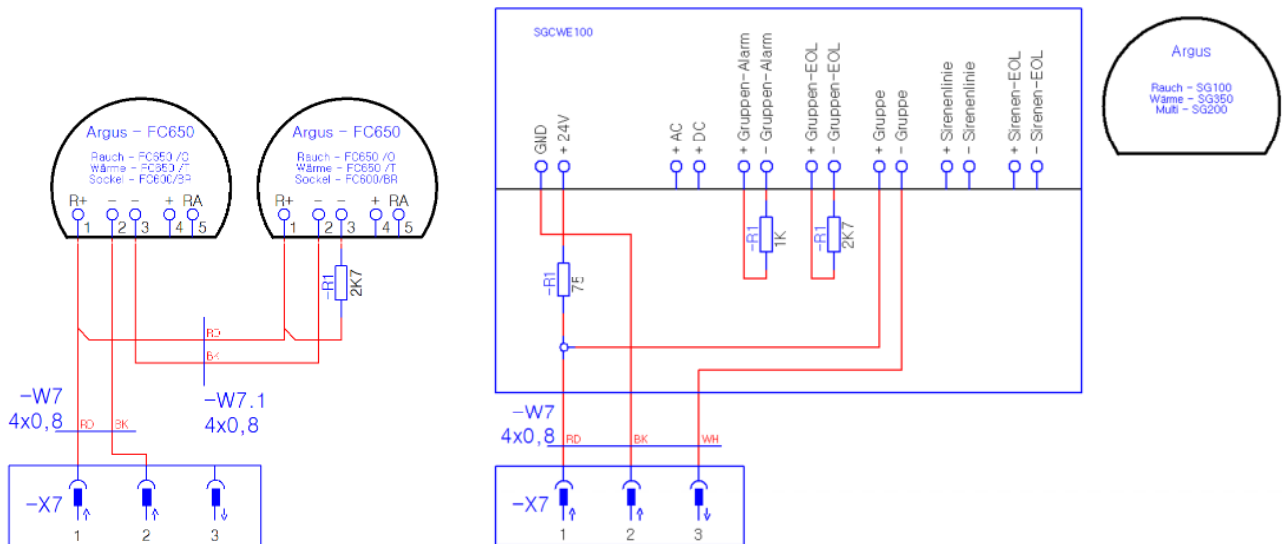 Argus – FC650
Rauch – FC650 /O
Wärme – FC650 /T
Sockel – FC600/BR
R+ – – + RA
1 2 3 4 5
Argus – FC650
Rauch – FC650 /O
Wärme – FC650 /T
Sockel – FC600/BR
R+ – – + RA
1 2 3 4 5
–R1
2K7
RD
BK
–W7
4x0,8
–W7.1
4x0,8
RD
BK
–X7
1 2 3
SGCWE100
GND
+ 24V
+ AC
+ DC
+ Gruppen–Alarm
– Gruppen–Alarm
+ Gruppen–EOL
– Gruppen–EOL
+ Gruppe
– Gruppe
+ Sirenenlinie
– Sirenenlinie
+ Sirenen–EOL
– Sirenen–EOL
–R1
75
–R1
1K
–R1
2K7
–W7
4x0,8
RD
BK
WH
–X7
1 2 3
Argus
Rauch – SG100
Wärme – SG350
Multi – SG200